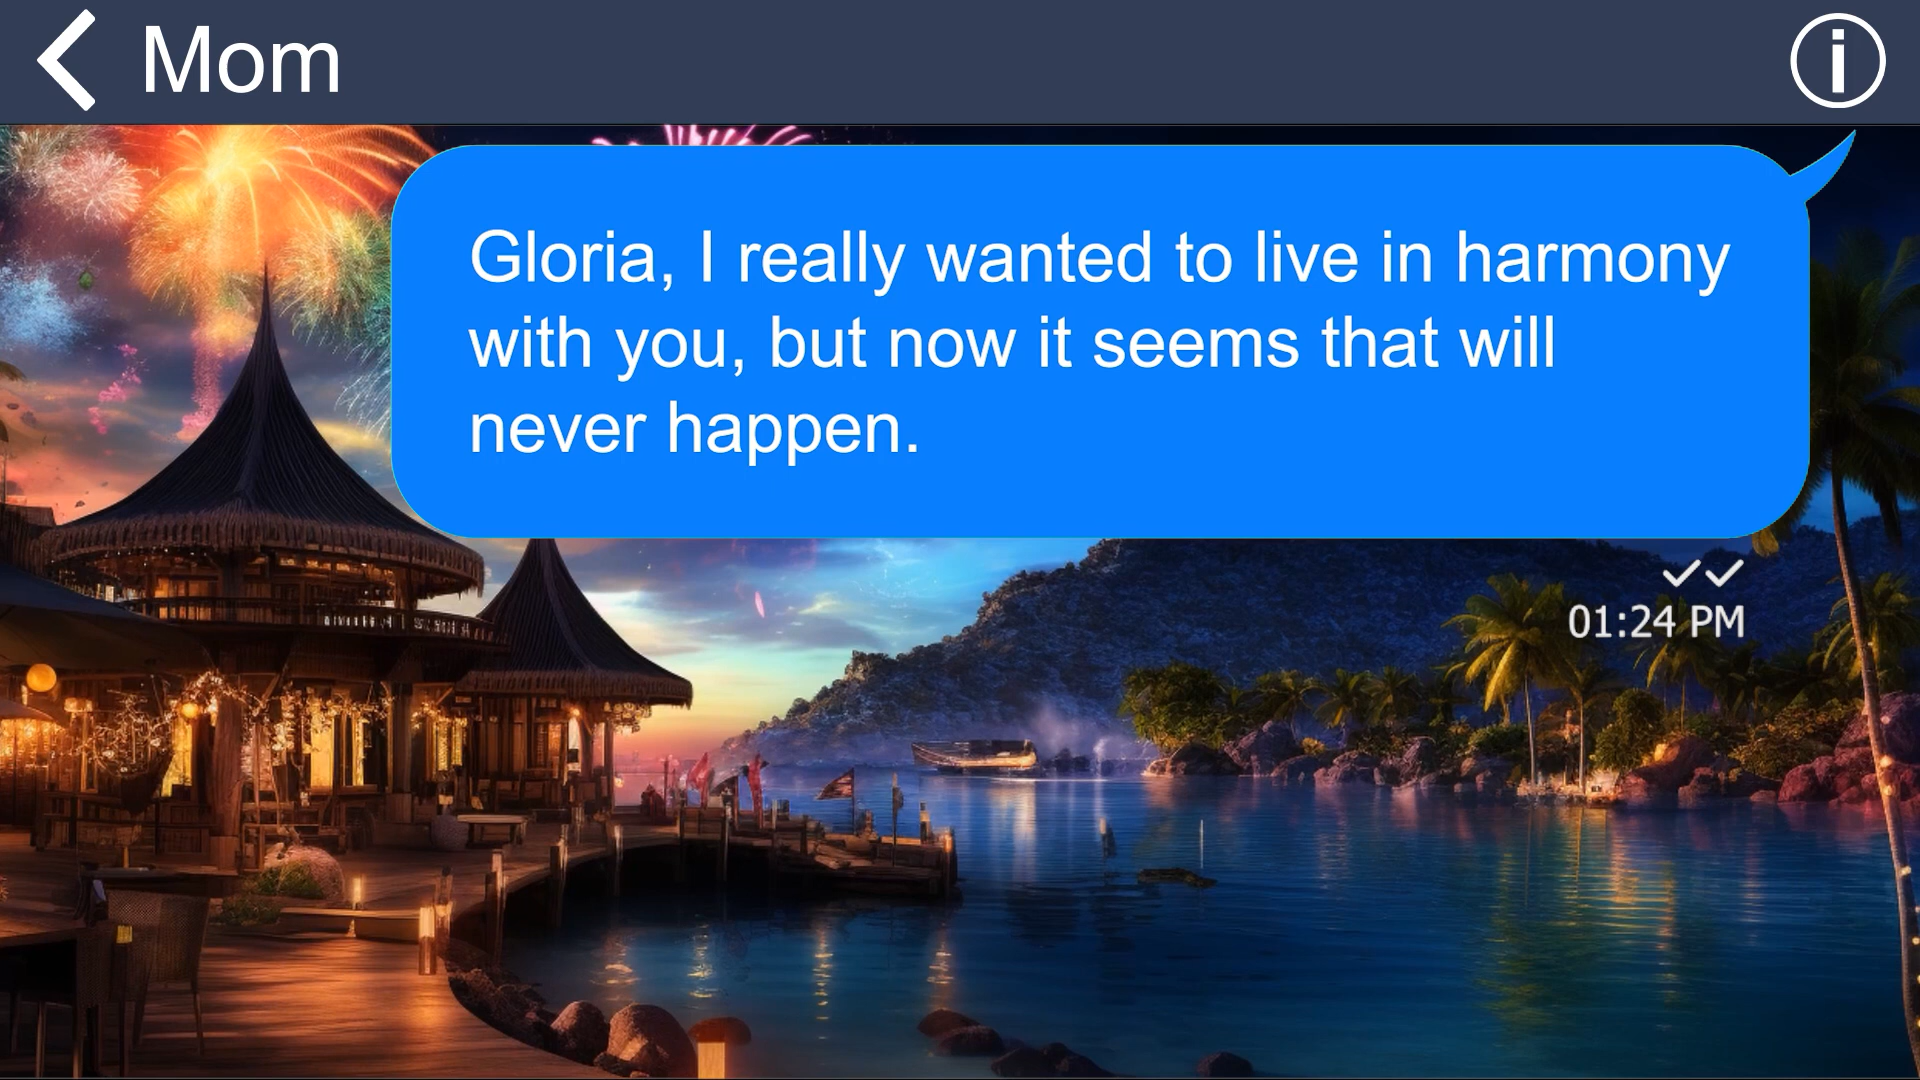 Mom
Gloria, I really wanted to live in harmony
with you, but now it seems that will
never happen.
01:24 PM